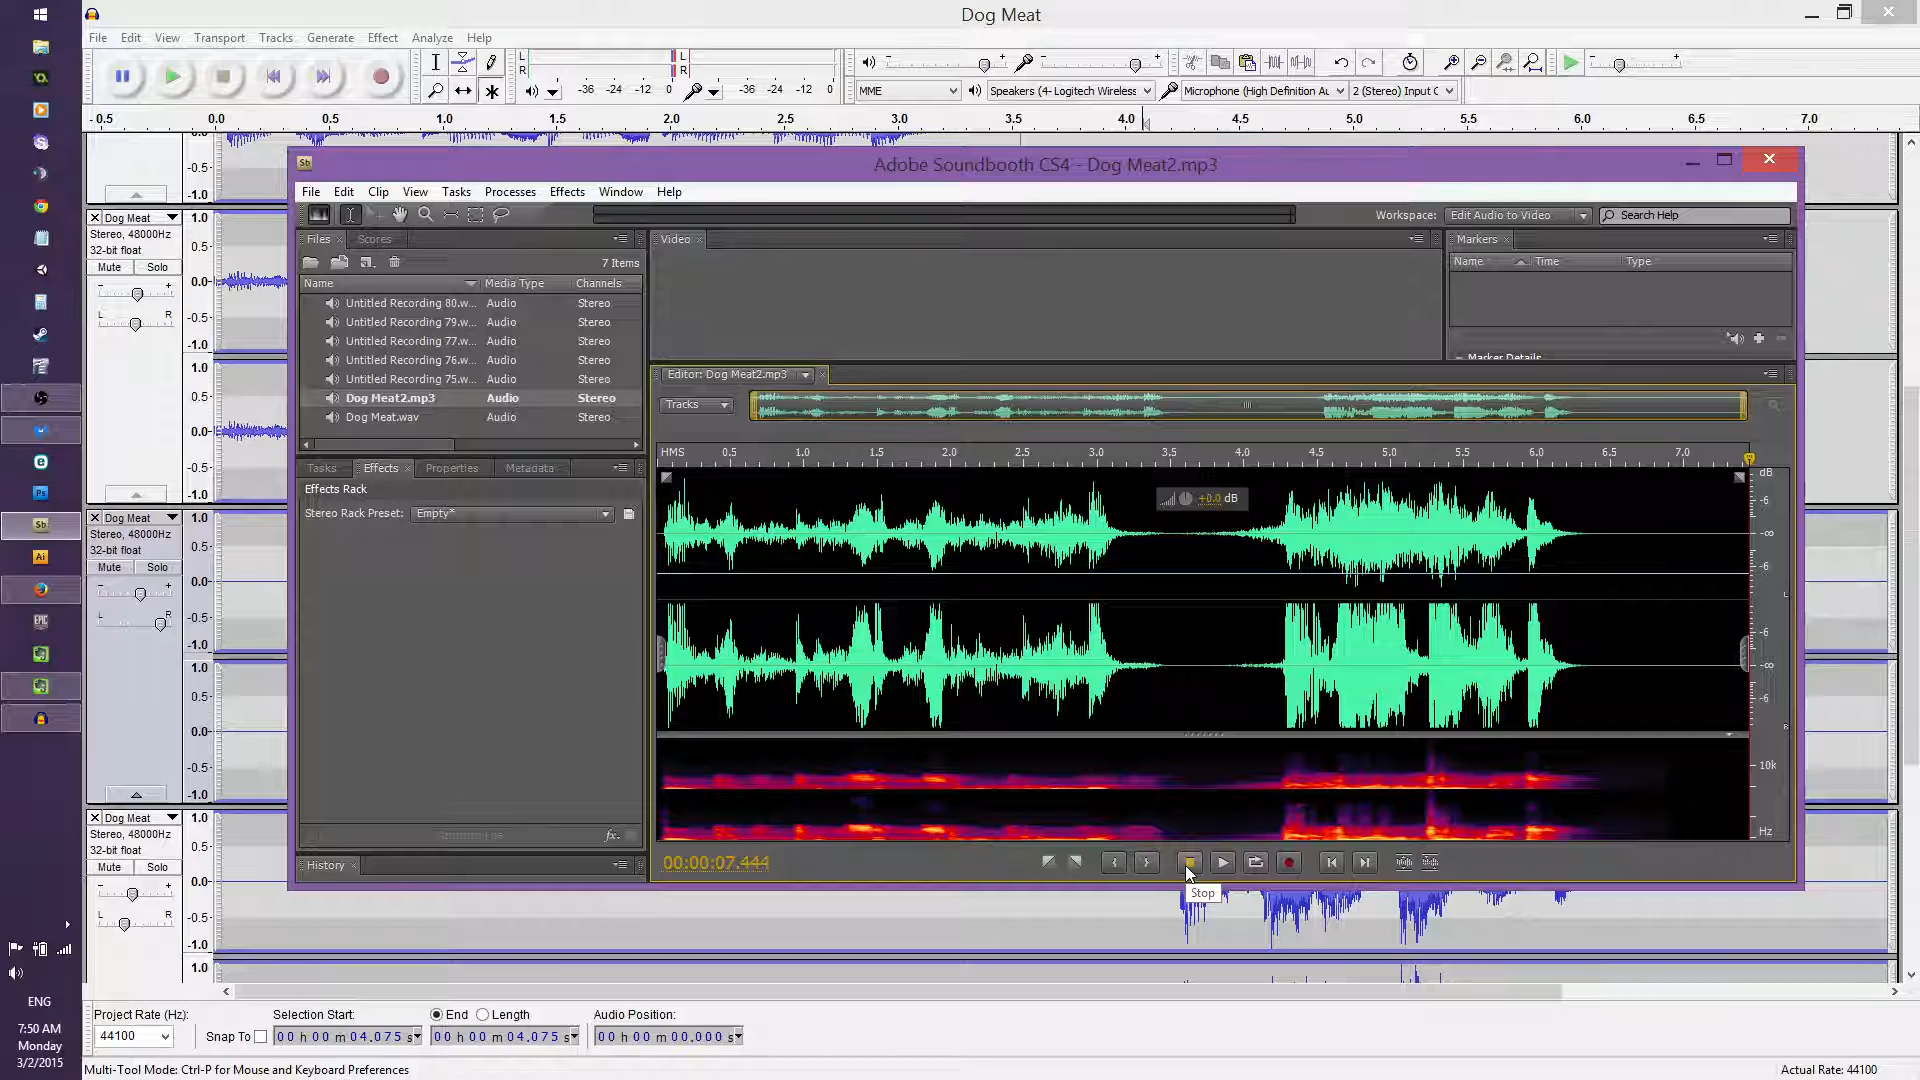 Dog Meat
File Edit View Transport Tracks Generate Effect Analyze Help
L
R
L
R
-36 -24 -12 0
-36 -24 -12 0
MME
Speakers (4- Logitech Wireless
Microphone (High Definition Au
2 (Stereo) Input C
-0.5 0.0 0.5 1.0 1.5 2.0 2.5 3.0 3.5 4.0 4.5 5.0 5.5 6.0 6.5 7.0
-0.5
-1.0
Dog Meat
Stereo, 48000Hz
32-bit float
Mute Solo
- +
L R
1.0
0.5
0.0
-0.5
-1.0
1.0
0.5
0.0
-0.5
-1.0
Dog Meat
Stereo, 48000Hz
32-bit float
Mute Solo
- +
L R
1.0
0.5
0.0
-0.5
-1.0
1.0
0.5
0.0
-0.5
-1.0
Dog Meat
Stereo, 48000Hz
32-bit float
Mute Solo
- +
L R
1.0
0.5
0.0
-0.5
-1.0
1.0
Sb
Adobe Soundbooth CS4 - Dog Meat2.mp3
File Edit Clip View Tasks Processes Effects Window Help
Workspace: Edit Audio to Video
Search Help
Files Scores
7 Items
Name Media Type Channels
Untitled Recording 80.w... Audio Stereo
Untitled Recording 79.w... Audio Stereo
Untitled Recording 77.w... Audio Stereo
Untitled Recording 76.w... Audio Stereo
Untitled Recording 75.w... Audio Stereo
Dog Meat2.mp3 Audio Stereo
Dog Meat.wav Audio Stereo
Tasks Effects Properties Metadata
Effects Rack
Stereo Rack Preset: Empty*
fx
History
Video
Markers
Name Time Type
Marker Details
Editor: Dog Meat2.mp3
Tracks
HMS 0.5 1.0 1.5 2.0 2.5 3.0 3.5 4.0 4.5 5.0 5.5 6.0 6.5 7.0
+0.0 dB
dB
-6
-∞
-6
L
-6
-∞
-6
R
10k
Hz
00:00:07.444
Stop
Ps
Sb
Ai
EPIC
ENG
7:50 AM
Monday
3/2/2015
Project Rate (Hz):
44100
Snap To
Selection Start:
00 h 00 m 04.075 s
End Length
00 h 00 m 04.075 s
Audio Position:
00 h 00 m 00.000 s
Multi-Tool Mode: Ctrl-P for Mouse and Keyboard Preferences
Actual Rate: 44100